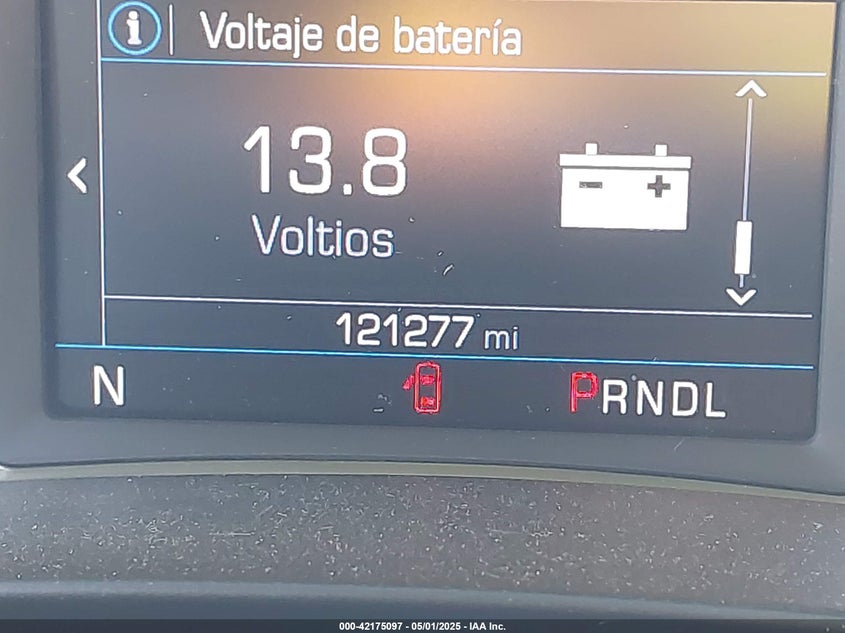 i Voltaje de batería
13.8
- +
Voltios
121277 mi
N PRNDL
000-42175097 - 05/01/2025 - IAA Inc.